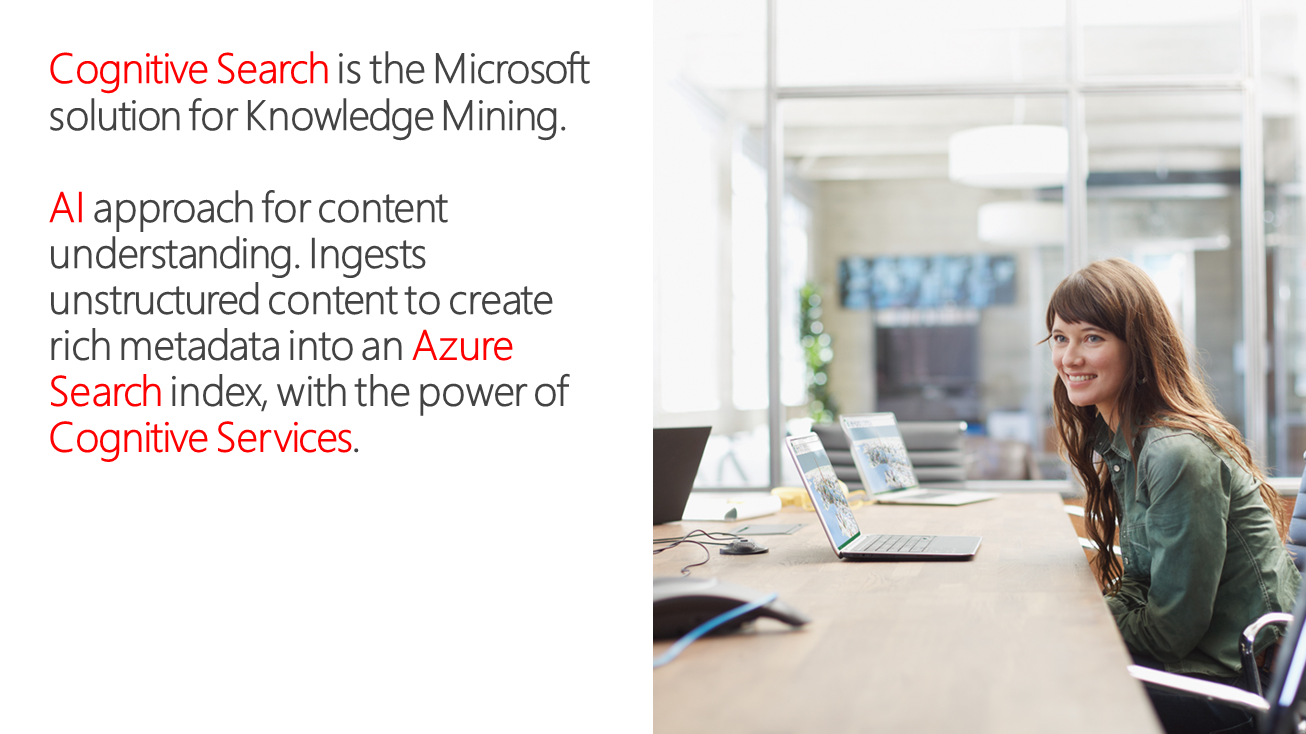 Cognitive Search is the Microsoft
solution for Knowledge Mining.
AI approach for content
understanding. Ingests
unstructured content to create
rich metadata into an Azure
Search index, with the power of
Cognitive Services.